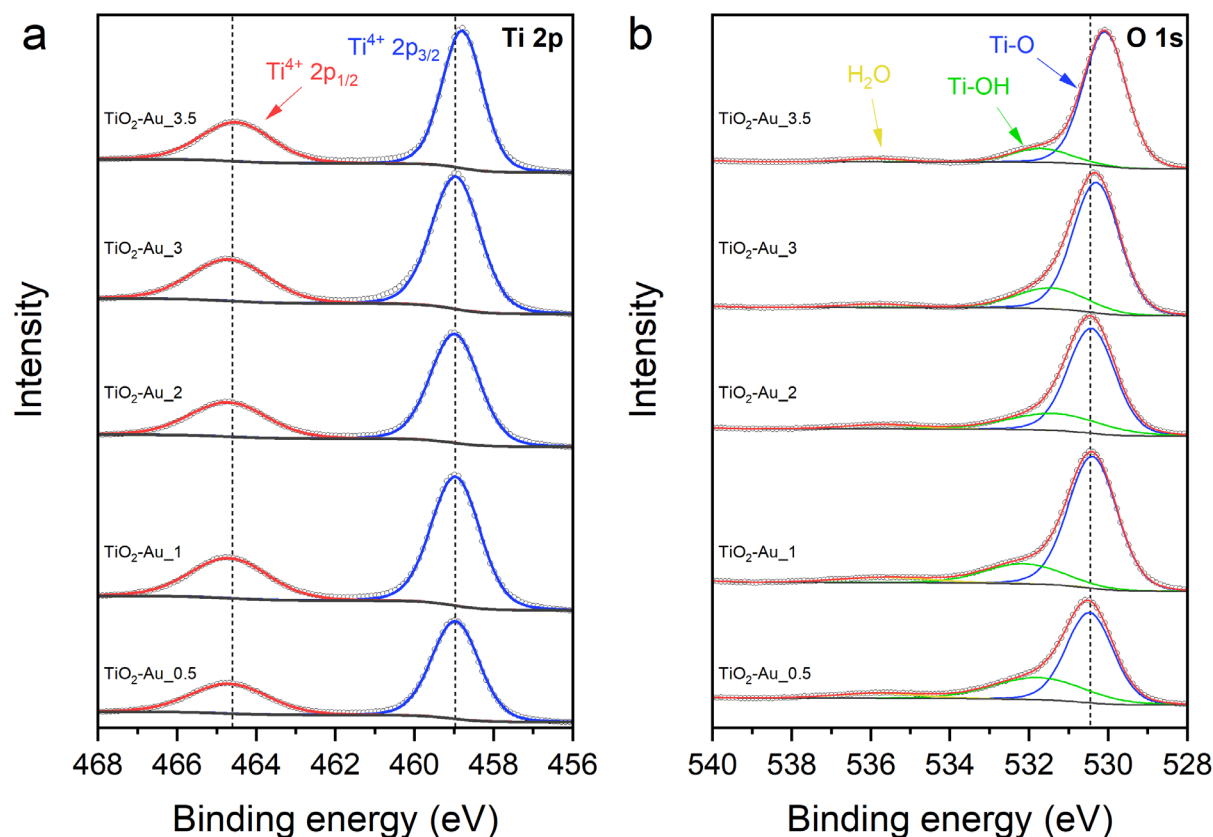 a
Ti 2p
Ti⁴⁺ 2p₃/₂
Ti⁴⁺ 2p₁/₂
TiO₂-Au_3.5
TiO₂-Au_3
TiO₂-Au_2
TiO₂-Au_1
TiO₂-Au_0.5
Intensity
468 466 464 462 460 458 456
Binding energy (eV)
b
O 1s
Ti-O
H₂O
Ti-OH
TiO₂-Au_3.5
TiO₂-Au_3
TiO₂-Au_2
TiO₂-Au_1
TiO₂-Au_0.5
Intensity
540 538 536 534 532 530 528
Binding energy (eV)